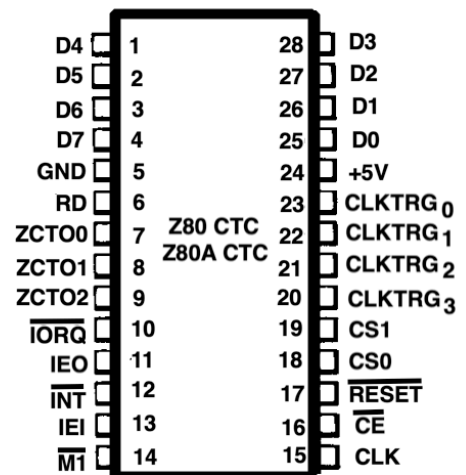 D4 1 28 D3
D5 2 27 D2
D6 3 26 D1
D7 4 25 D0
GND 5 24 +5V
RD 6 23 CLKTRG0
ZCTO0 7 Z80 CTC 22 CLKTRG1
ZCTO1 8 Z80A CTC 21 CLKTRG2
ZCTO2 9 20 CLKTRG3
IORQ 10 19 CS1
IEO 11 18 CS0
INT 12 17 RESET
IEI 13 16 CE
M1 14 15 CLK